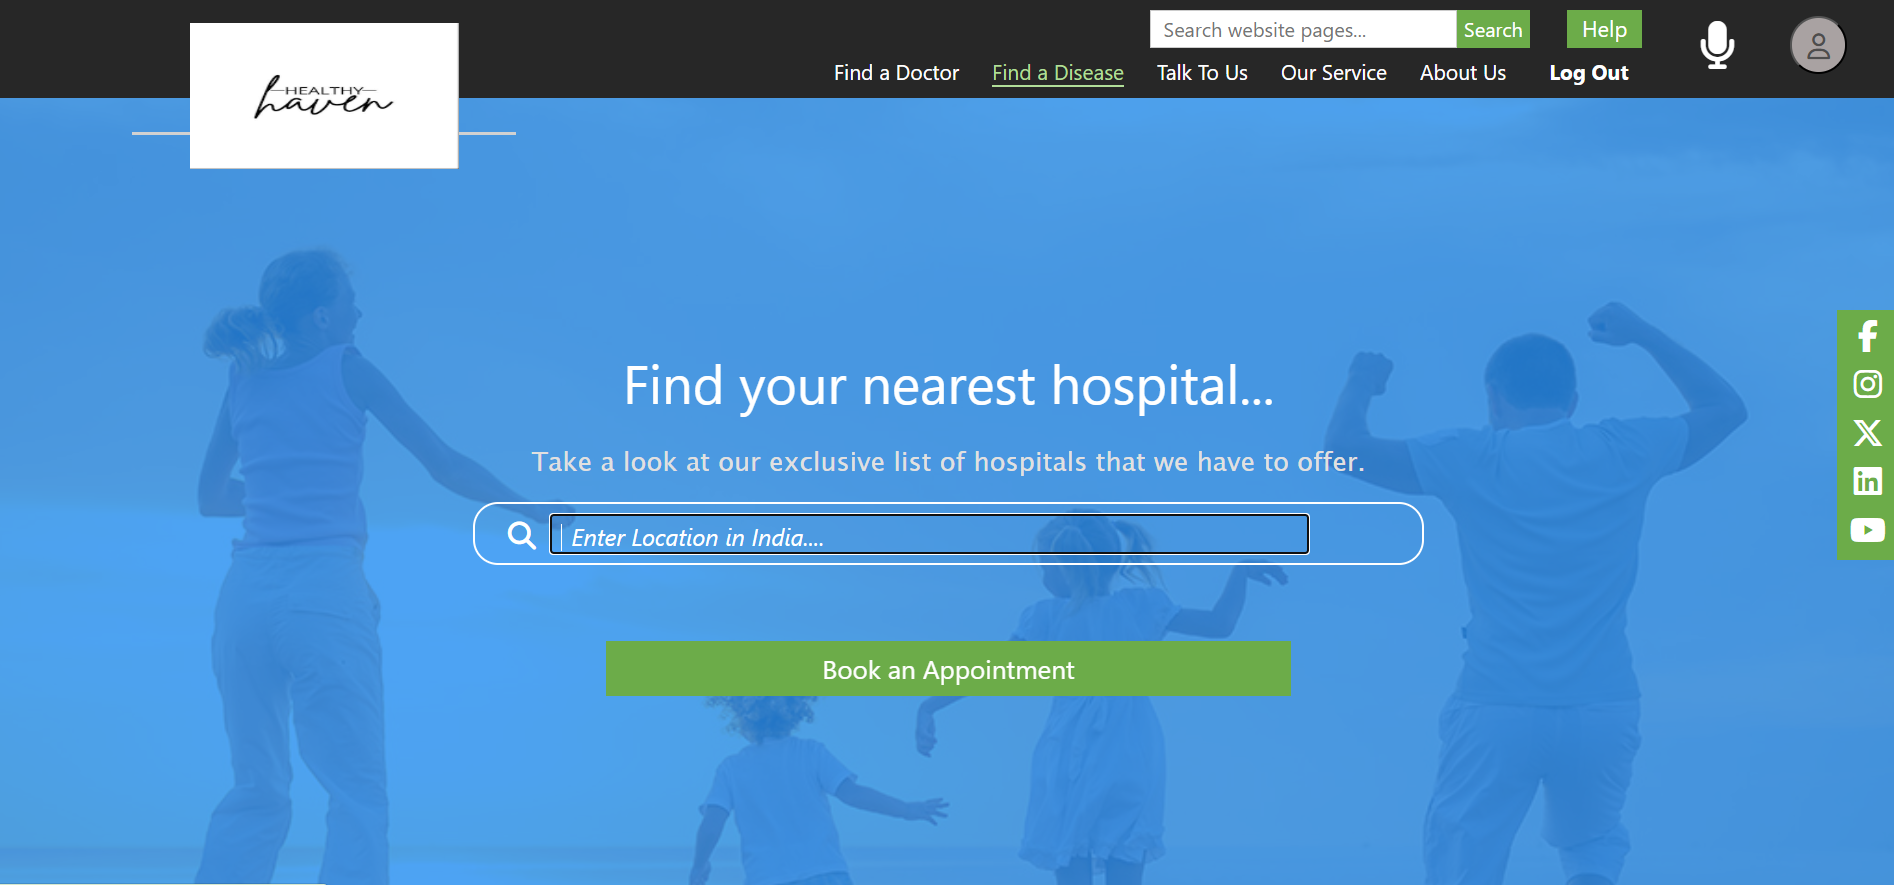 Search website pages...
Search
Help
Find a Doctor
Find a Disease
Talk To Us
Our Service
About Us
Log Out
HEALTHY
haven
Find your nearest hospital...
Take a look at our exclusive list of hospitals that we have to offer.
Enter Location in India....
Book an Appointment